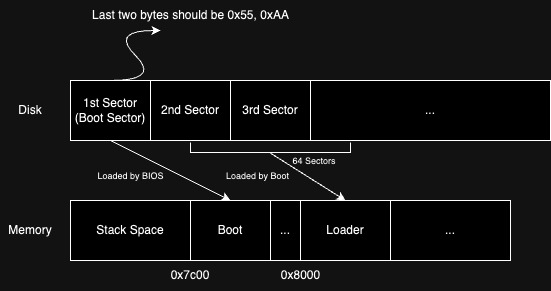 Last two bytes should be 0x55, 0xAA
Disk
1st Sector
(Boot Sector)
2nd Sector
3rd Sector
...
64 Sectors
Loaded by BIOS
Loaded by Boot
Memory
Stack Space
Boot
...
Loader
...
0x7c00
0x8000